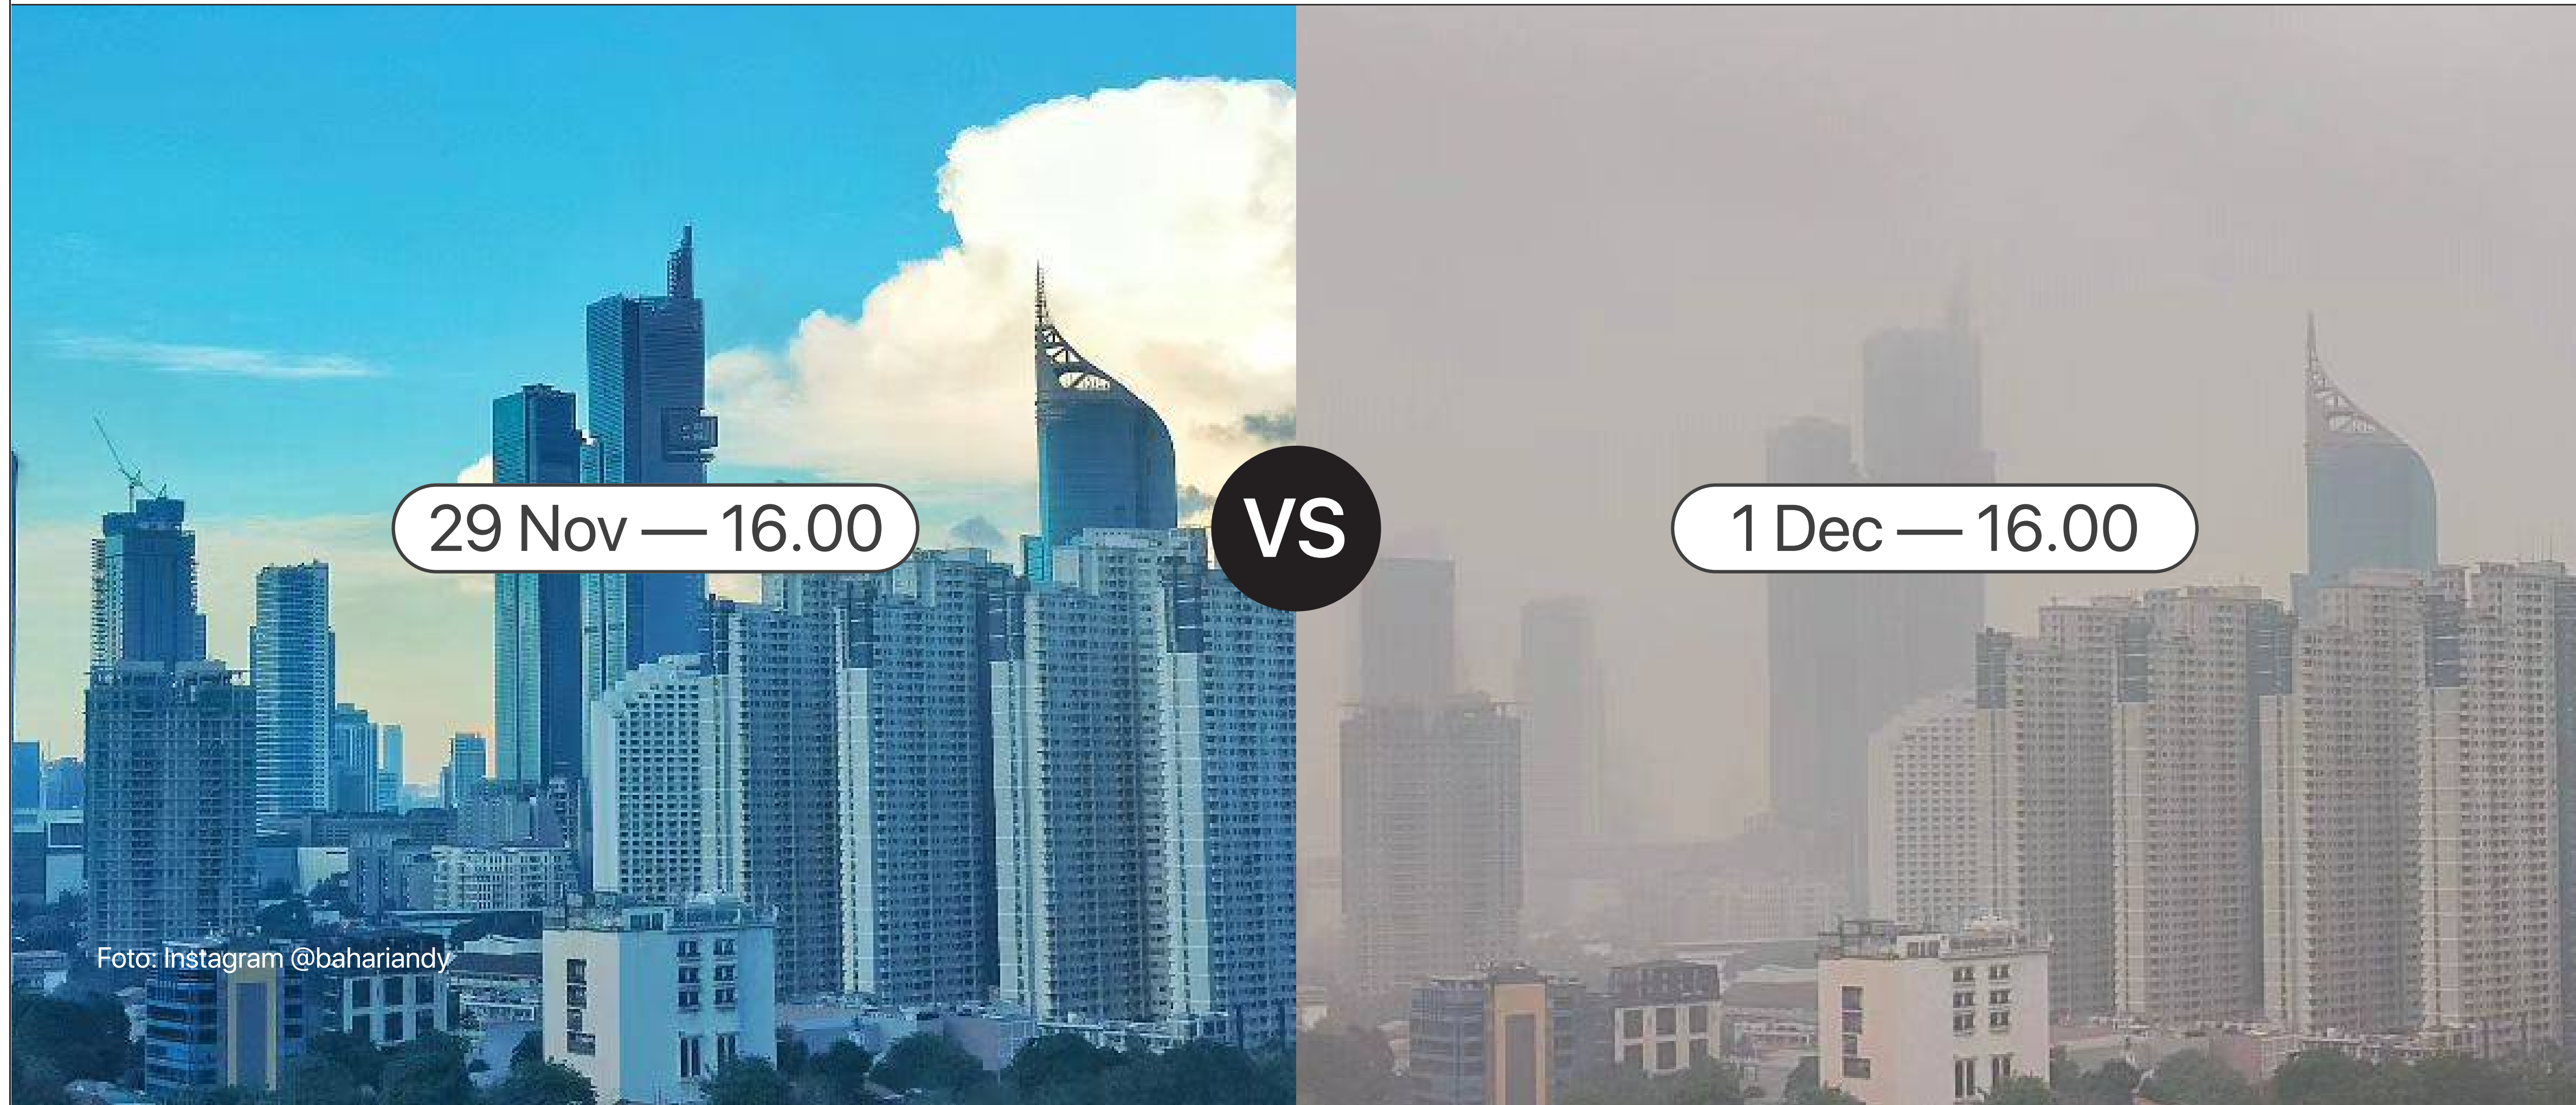 29 Nov — 16.00
VS
1 Dec — 16.00
Foto: Instagram @bahariandy